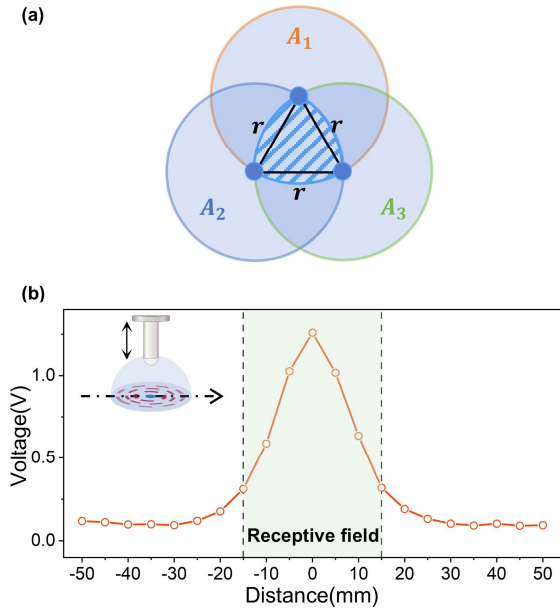 (a)
A₁
r
r
r
A₂
A₃
(b)
Voltage(V)
1.0
0.5
0.0
Receptive field
-50 -40 -30 -20 -10 0 10 20 30 40 50
Distance(mm)